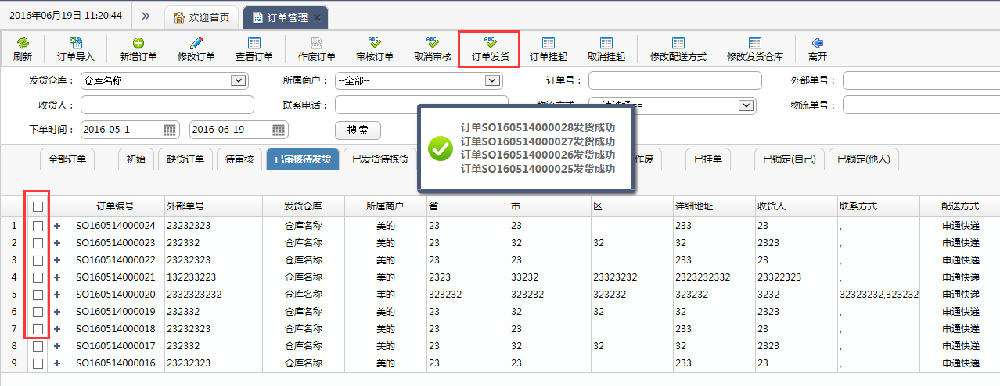 2016年06月19日 11:20:44 » 欢迎首页 订单管理 ×
刷新 订单导入 新增订单 修改订单 查看订单 作废订单 审核订单 取消审核 订单发货 订单挂起 取消挂起 修改配送方式 修改发货仓库 离开
发货仓库： 仓库名称 所属商户： --全部-- 订单号： 外部单号：
收货人： 联系电话： 物流单号：
下单时间： 2016-05-1 - 2016-06-19 搜 索
订单SO160514000028发货成功
订单SO160514000027发货成功
订单SO160514000026发货成功
订单SO160514000025发货成功
全部订单 初始 缺货订单 待审核 已审核待发货 已发货待拣货 作废 已挂单 已锁定(自己) 已锁定(他人)
订单编号 外部单号 发货仓库 所属商户 省 市 区 详细地址 收货人 联系方式 配送方式
1 + SO160514000024 23232323 仓库名称 美的 23 23 233 23 , 申通快递
2 + SO160514000023 232332 仓库名称 美的 23 32 32 32 2323 , 申通快递
3 + SO160514000022 23232323 仓库名称 美的 23 23 233 23 , 申通快递
4 + SO160514000021 132233223 仓库名称 美的 2323 33232 23323232 2323232332 23322323 , 申通快递
5 + SO160514000020 2332323232 仓库名称 美的 323232 323232 323232 323232 3232 32323232,323232 申通快递
6 + SO160514000019 232332 仓库名称 美的 23 32 32 32 2323 , 申通快递
7 + SO160514000018 23232323 仓库名称 美的 23 23 233 23 , 申通快递
8 + SO160514000017 232332 仓库名称 美的 23 32 32 32 2323 , 申通快递
9 + SO160514000016 23232323 仓库名称 美的 23 23 233 23 , 申通快递